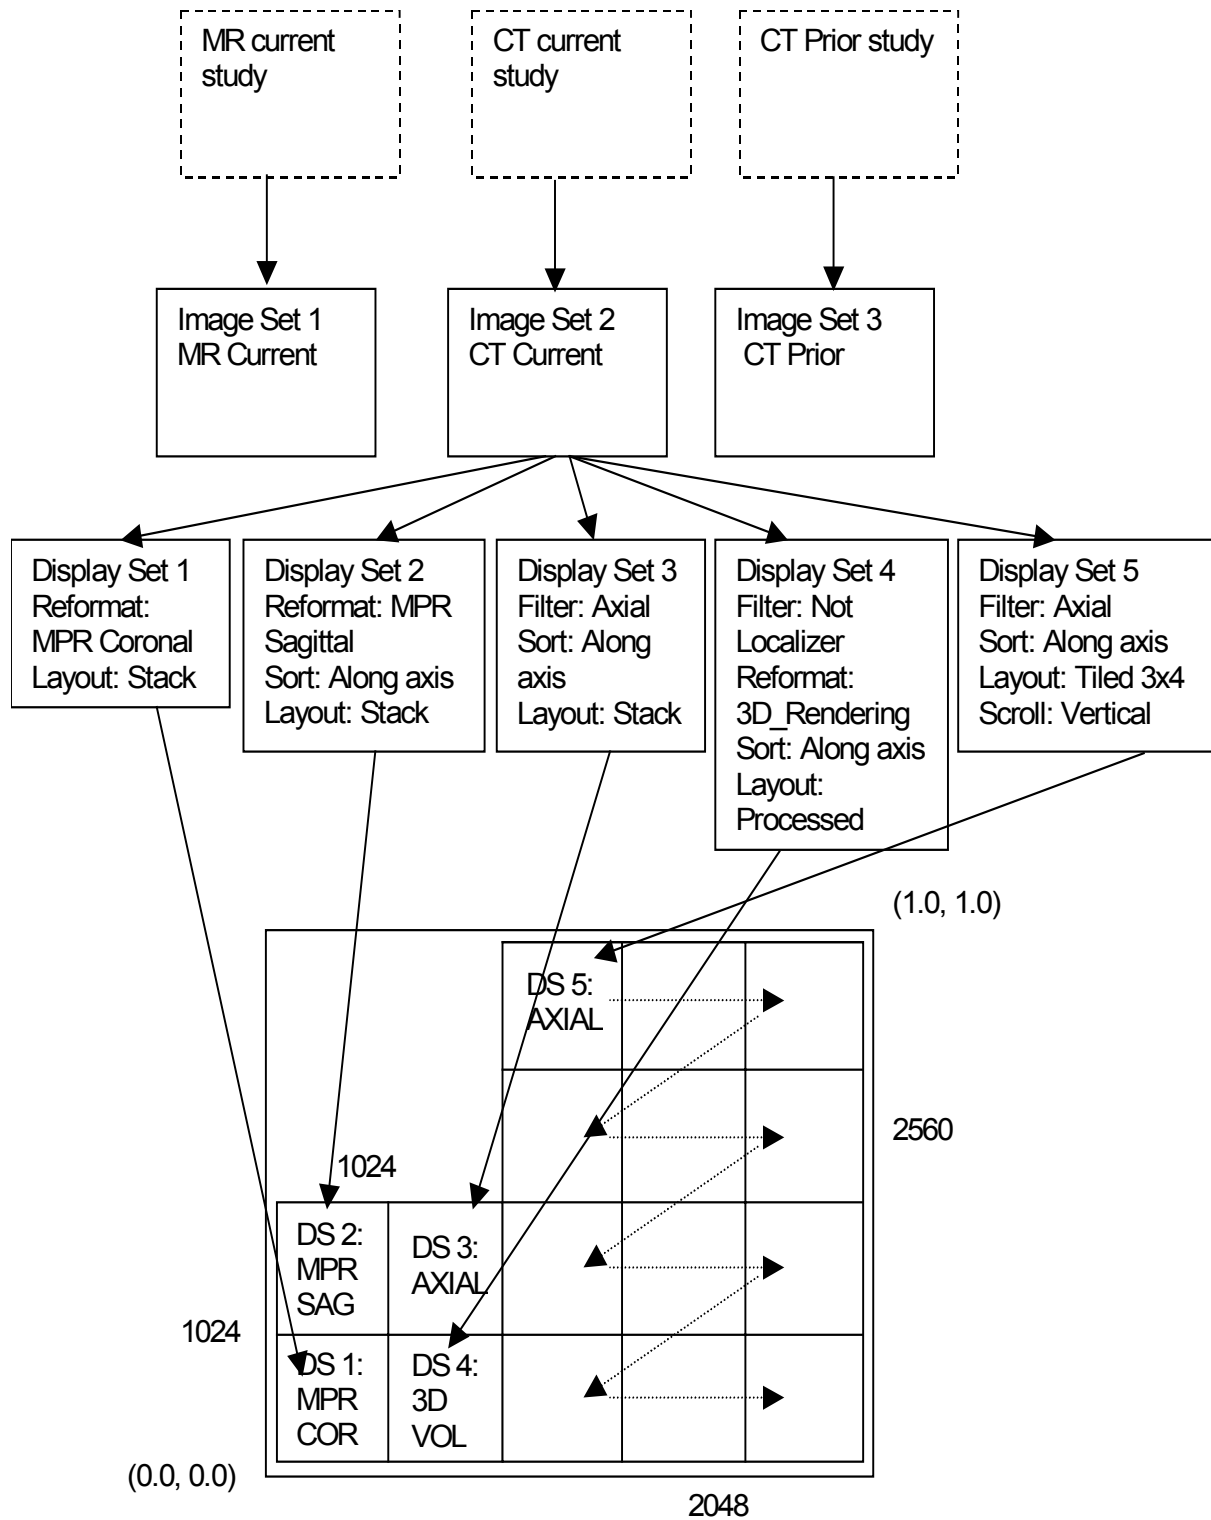 MR current
study
CT current
study
CT Prior study
Image Set 1
MR Current
Image Set 2
CT Current
Image Set 3
CT Prior
Display Set 1
Reformat:
MPR Coronal
Layout: Stack
Display Set 2
Reformat: MPR
Sagittal
Sort: Along axis
Layout: Stack
Display Set 3
Filter: Axial
Sort: Along
axis
Layout: Stack
Display Set 4
Filter: Not
Localizer
Reformat:
3D_Rendering
Sort: Along axis
Layout:
Processed
Display Set 5
Filter: Axial
Sort: Along axis
Layout: Tiled 3x4
Scroll: Vertical
(1.0, 1.0)
DS 5:
AXIAL
2560
1024
DS 2:
MPR
SAG
DS 3:
AXIAL
1024
DS 1:
MPR
COR
DS 4:
3D
VOL
(0.0, 0.0)
2048